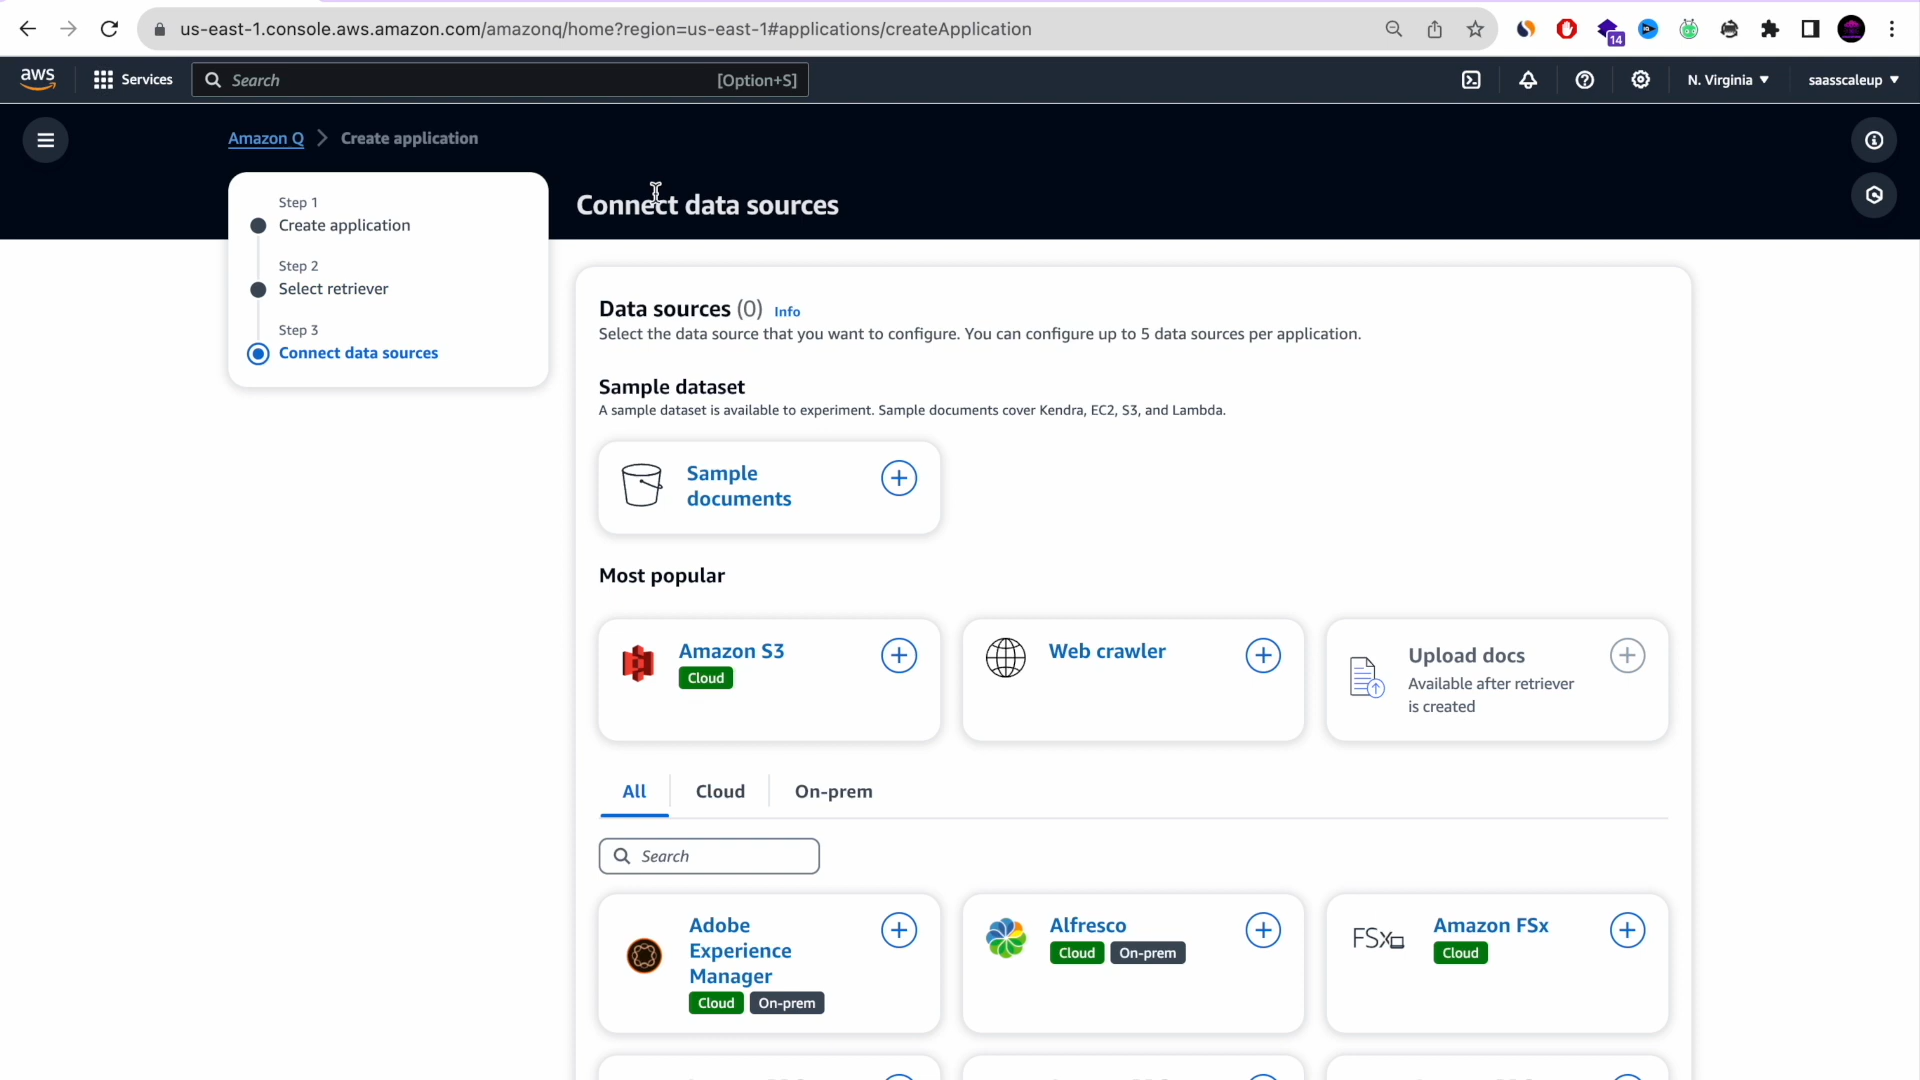 us-east-1.console.aws.amazon.com/amazonq/home?region=us-east-1#applications/createApplication
14
aws
Services
Search
[Option+S]
N. Virginia
saasscaleup
Amazon Q
Create application
Step 1
Create application
Step 2
Select retriever
Step 3
Connect data sources
Connect data sources
Data sources (0) Info
Select the data source that you want to configure. You can configure up to 5 data sources per application.
Sample dataset
A sample dataset is available to experiment. Sample documents cover Kendra, EC2, S3, and Lambda.
Sample
documents
Most popular
Amazon S3
Cloud
Web crawler
Upload docs
Available after retriever
is created
All
Cloud
On-prem
Search
Adobe
Experience
Manager
Cloud On-prem
Alfresco
Cloud On-prem
FSx
Amazon FSx
Cloud